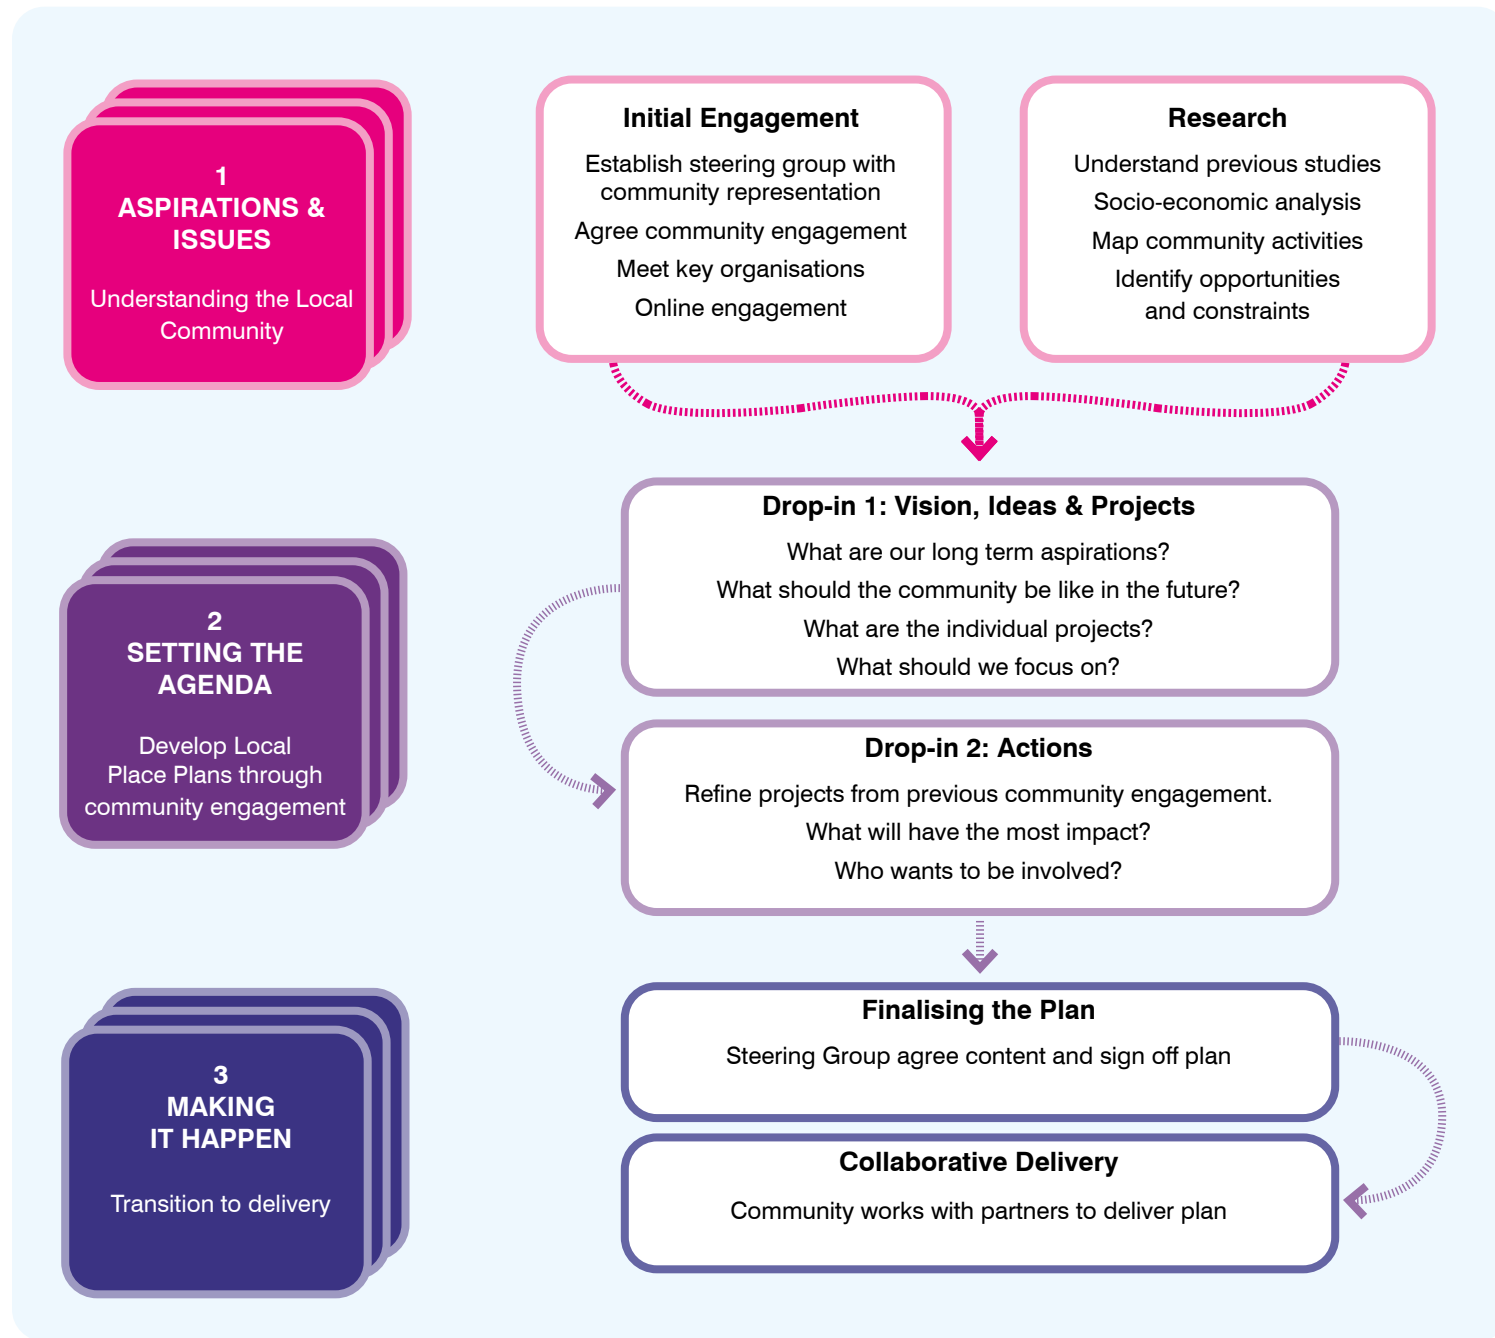 1
ASPIRATIONS &
ISSUES
Understanding the Local
Community
Initial Engagement
Establish steering group with
community representation
Agree community engagement
Meet key organisations
Online engagement
Research
Understand previous studies
Socio-economic analysis
Map community activities
Identify opportunities
and constraints
2
SETTING THE
AGENDA
Develop Local
Place Plans through
community engagement
Drop-in 1: Vision, Ideas & Projects
What are our long term aspirations?
What should the community be like in the future?
What are the individual projects?
What should we focus on?
Drop-in 2: Actions
Refine projects from previous community engagement.
What will have the most impact?
Who wants to be involved?
3
MAKING
IT HAPPEN
Transition to delivery
Finalising the Plan
Steering Group agree content and sign off plan
Collaborative Delivery
Community works with partners to deliver plan